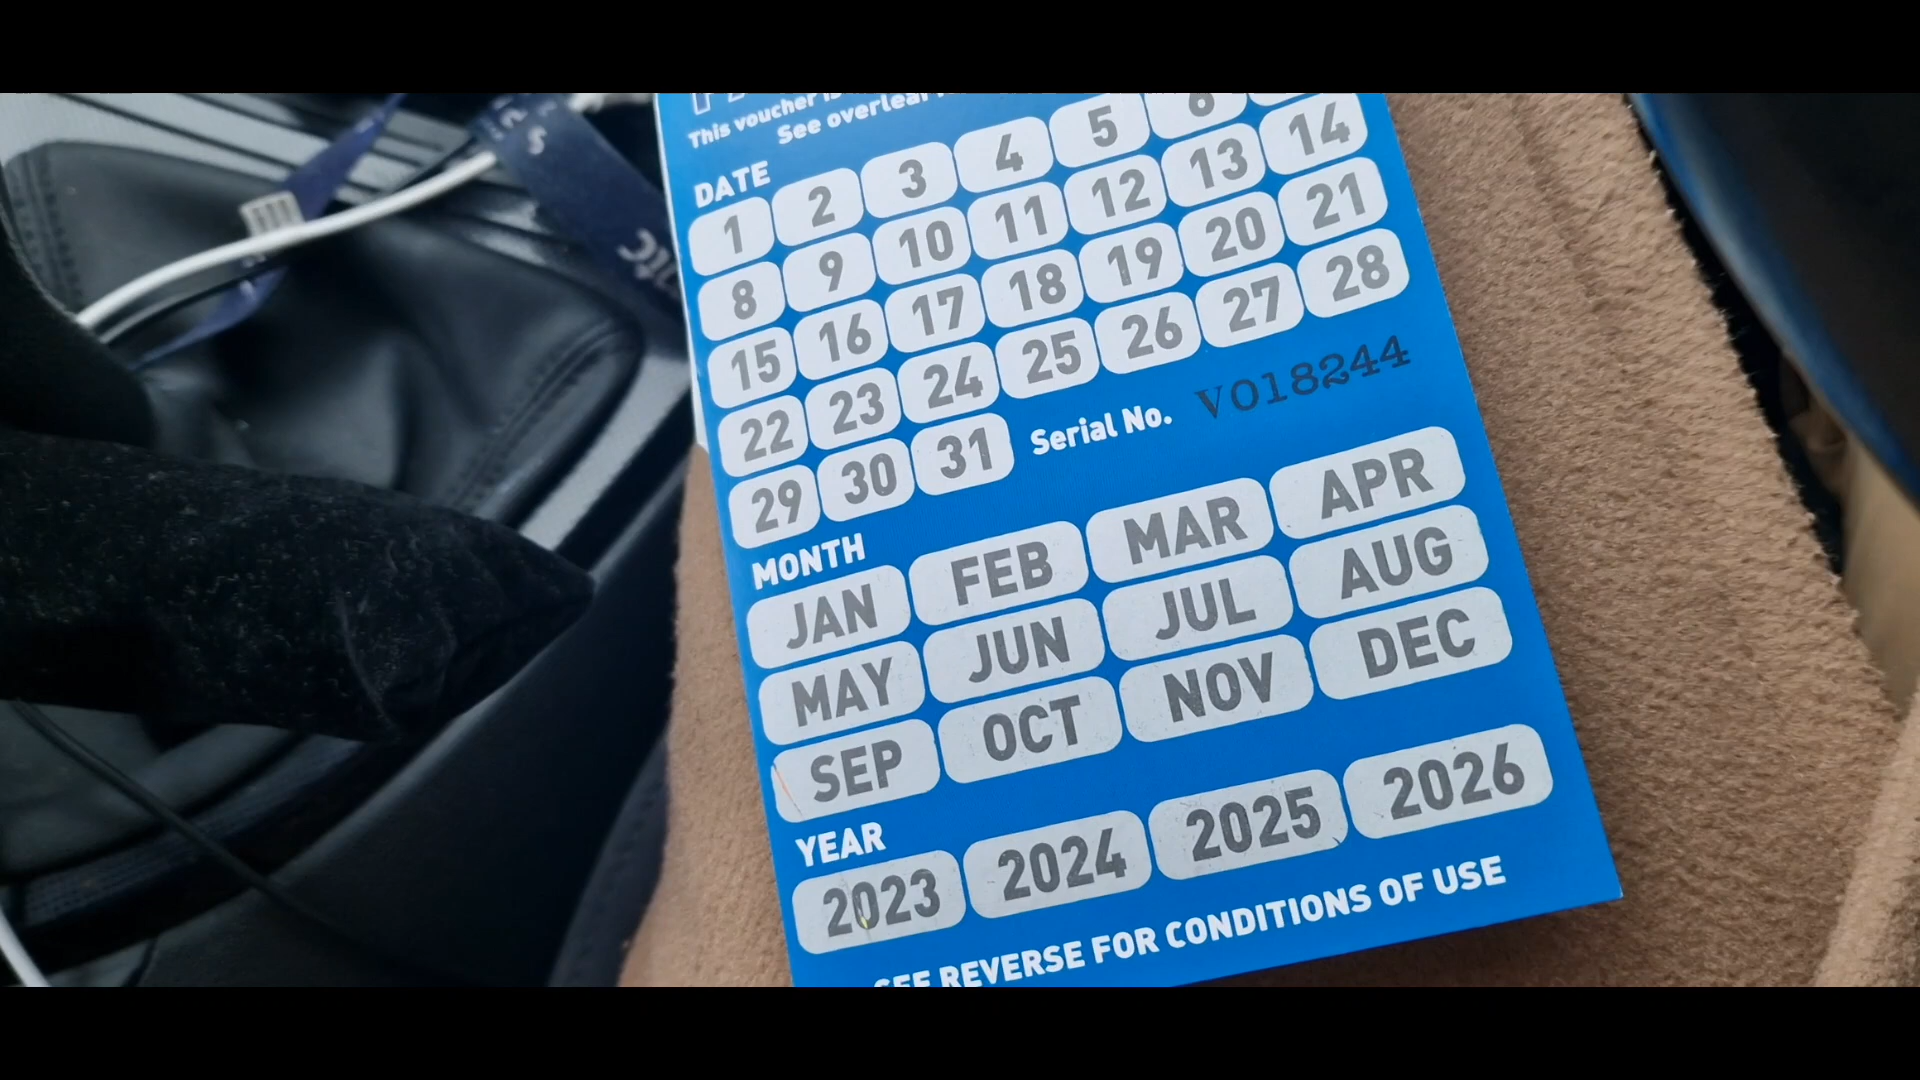 This voucher is
See overleaf
DATE
1 2 3 4 5 6
8 9 10 11 12 13 14
15 16 17 18 19 20 21
22 23 24 25 26 27 28
29 30 31 Serial No. V018244
MONTH
JAN FEB MAR APR
MAY JUN JUL AUG
SEP OCT NOV DEC
YEAR
2023 2024 2025 2026
SEE REVERSE FOR CONDITIONS OF USE